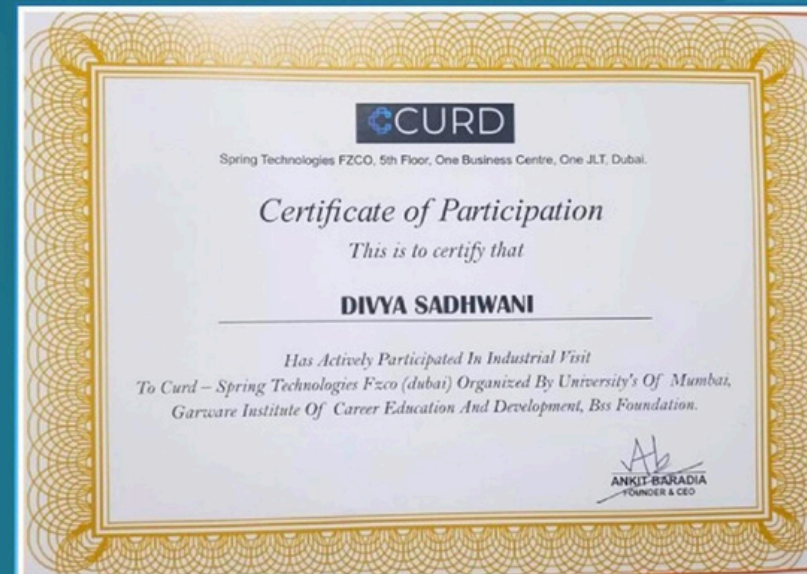 CURD
Spring Technologies FZCO, 5th Floor, One Business Centre, One JLT, Dubai.
Certificate of Participation
This is to certify that
DIVYA SADHWANI
Has Actively Participated In Industrial Visit
To Curd – Spring Technologies Fzco (dubai) Organized By University's Of Mumbai,
Garware Institute Of Career Education And Development, Bss Foundation.
ANKIT BARADIA
FOUNDER & CEO